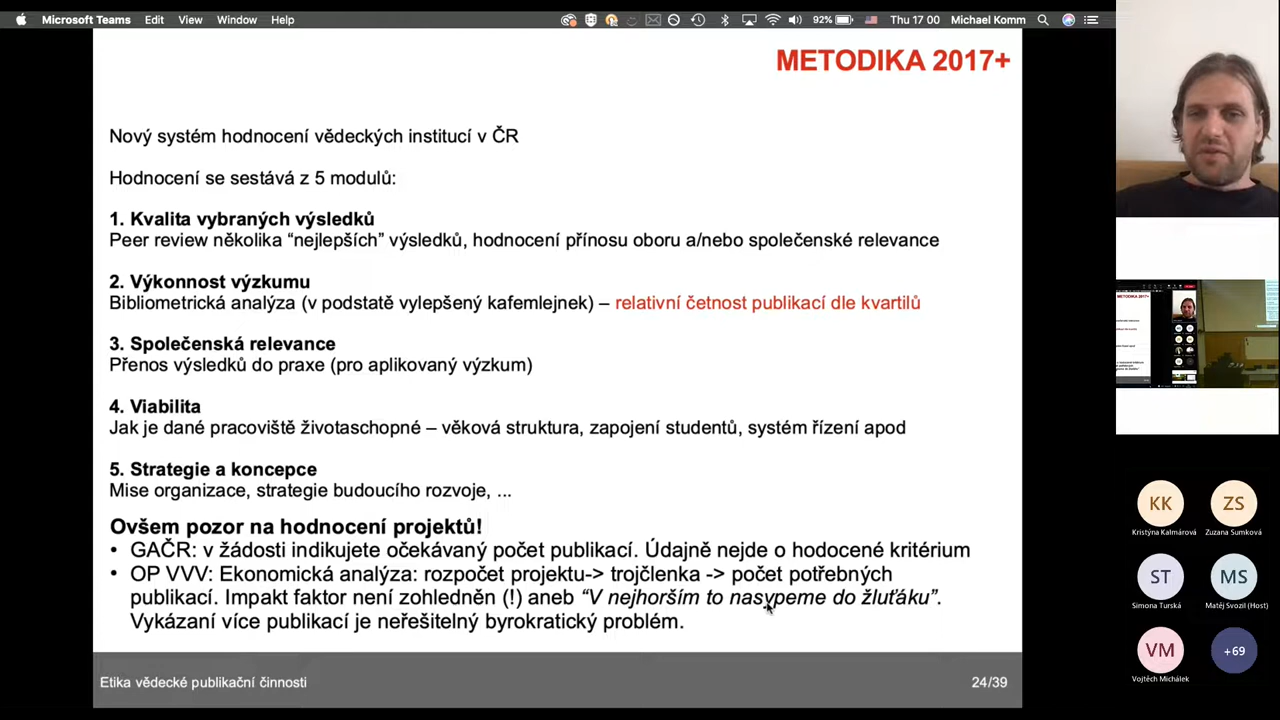 Microsoft Teams Edit View Window Help 92% Thu 17 00 Michael Komm
METODIKA 2017+
Nový systém hodnocení vědeckých institucí v ČR
Hodnocení se sestává z 5 modulů:
1. Kvalita vybraných výsledků
Peer review několika “nejlepších” výsledků, hodnocení přínosu oboru a/nebo společenské relevance
2. Výkonnost výzkumu
Bibliometrická analýza (v podstatě vylepšený kafemlejnek) – relativní četnost publikací dle kvartilů
3. Společenská relevance
Přenos výsledků do praxe (pro aplikovaný výzkum)
4. Viabilita
Jak je dané pracoviště životaschopné – věková struktura, zapojení studentů, systém řízení apod
5. Strategie a koncepce
Mise organizace, strategie budoucího rozvoje, ...
Ovšem pozor na hodnocení projektů!
• GAČR: v žádosti indikujete očekávaný počet publikací. Údajně nejde o hodocené kritérium
• OP VVV: Ekonomická analýza: rozpočet projektu-> trojčlenka -> počet potřebných
publikací. Impakt faktor není zohledněn (!) aneb “V nejhorším to nasypeme do žluťáku”.
Vykázaní více publikací je neřešitelný byrokratický problém.
Etika vědecké publikační činnosti
24/39
METODIKA 2017+
KK
ZS
Kristýna Kalmárová
Zuzana Sumková
ST
MS
Simona Turská
Matěj Svozil (Host)
VM
+69
Vojtěch Michálek